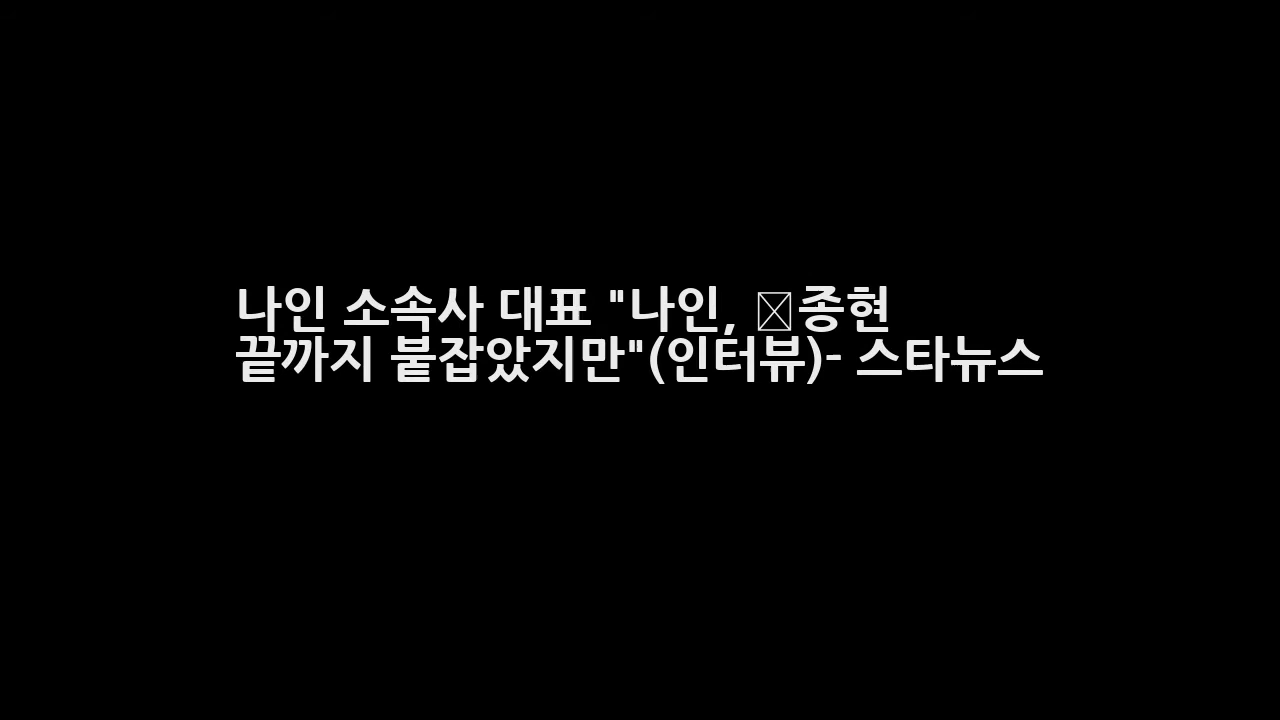 나인 소속사 대표 "나인, 故종현
끝까지 붙잡았지만"(인터뷰)- 스타뉴스